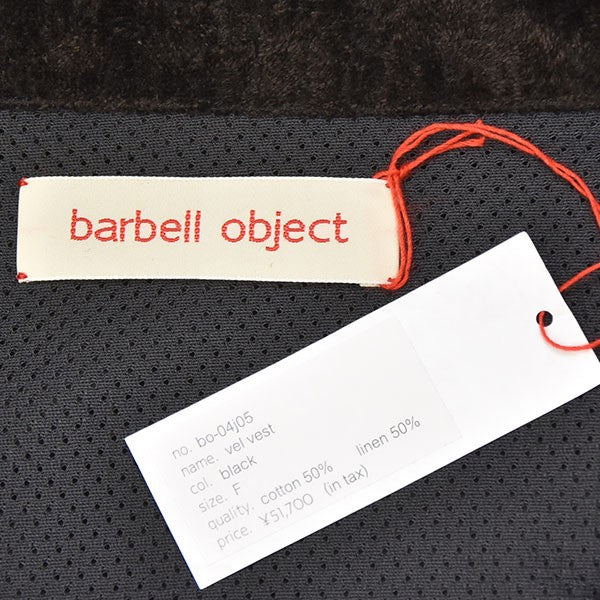 barbell object
no. bo-04j05
name. vel vest
col. black
size. F
quality. cotton 50% linen 50%
price. ¥51,700 (in tax)